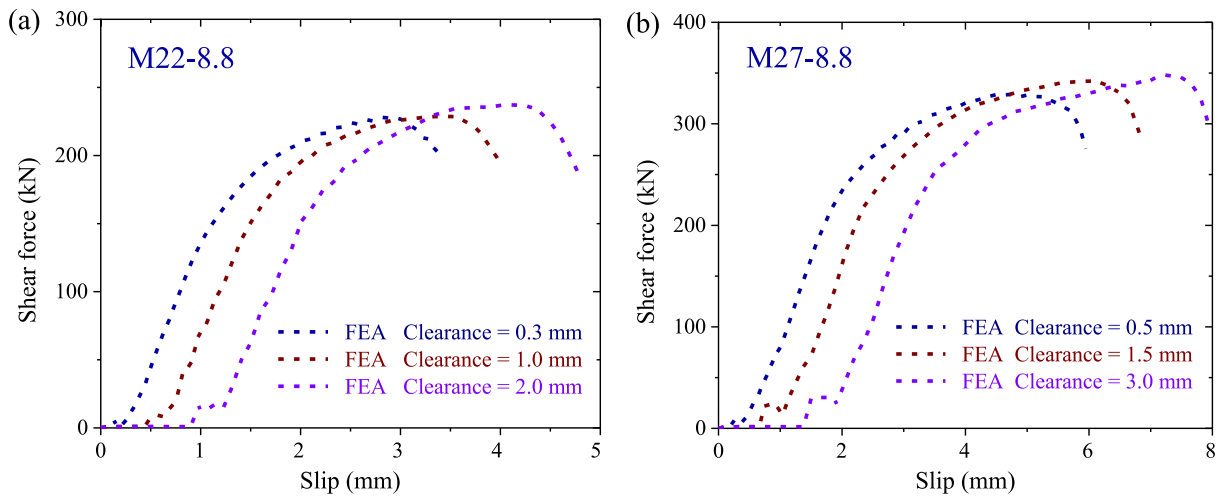 (a)
M22-8.8
300
200
100
0
Shear force (kN)
FEA Clearance = 0.3 mm
FEA Clearance = 1.0 mm
FEA Clearance = 2.0 mm
0 1 2 3 4 5
Slip (mm)
(b)
M27-8.8
400
300
200
100
0
Shear force (kN)
FEA Clearance = 0.5 mm
FEA Clearance = 1.5 mm
FEA Clearance = 3.0 mm
0 2 4 6 8
Slip (mm)